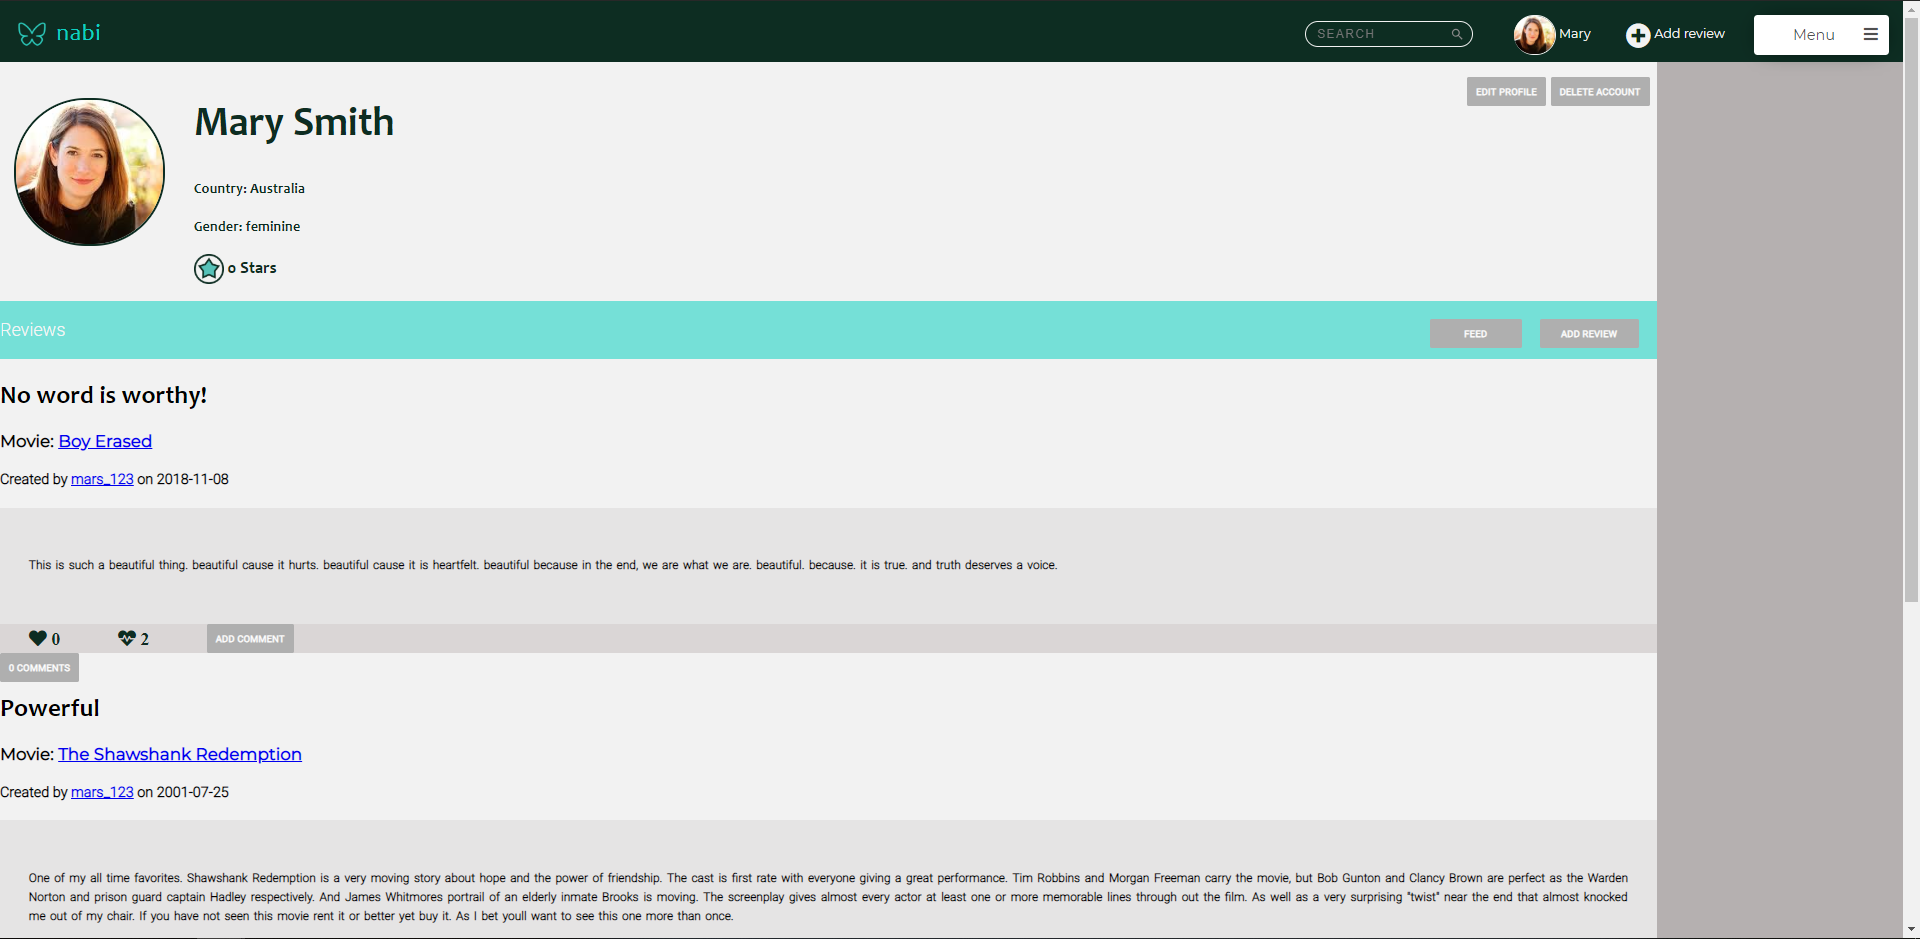 nabi
SEARCH
Mary
Add review
Menu
EDIT PROFILE
DELETE ACCOUNT
Mary Smith
Country: Australia
Gender: feminine
0 Stars
Reviews
FEED
ADD REVIEW
No word is worthy!
Movie: Boy Erased
Created by mars_123 on 2018-11-08
This is such a beautiful thing. beautiful cause it hurts. beautiful cause it is heartfelt. beautiful because in the end, we are what we are. beautiful. because. it is true. and truth deserves a voice.
0
2
ADD COMMENT
0 COMMENTS
Powerful
Movie: The Shawshank Redemption
Created by mars_123 on 2001-07-25
One of my all time favorites. Shawshank Redemption is a very moving story about hope and the power of friendship. The cast is first rate with everyone giving a great performance. Tim Robbins and Morgan Freeman carry the movie, but Bob Gunton and Clancy Brown are perfect as the Warden
Norton and prison guard captain Hadley respectively. And James Whitmores portrait of an elderly inmate Brooks is moving. The screenplay gives almost every actor at least one or more memorable lines through out the film. As well as a very surprising "twist" near the end that almost knocked
me out of my chair. If you have not seen this movie rent it or better yet buy it. As I bet youll want to see this one more than once.